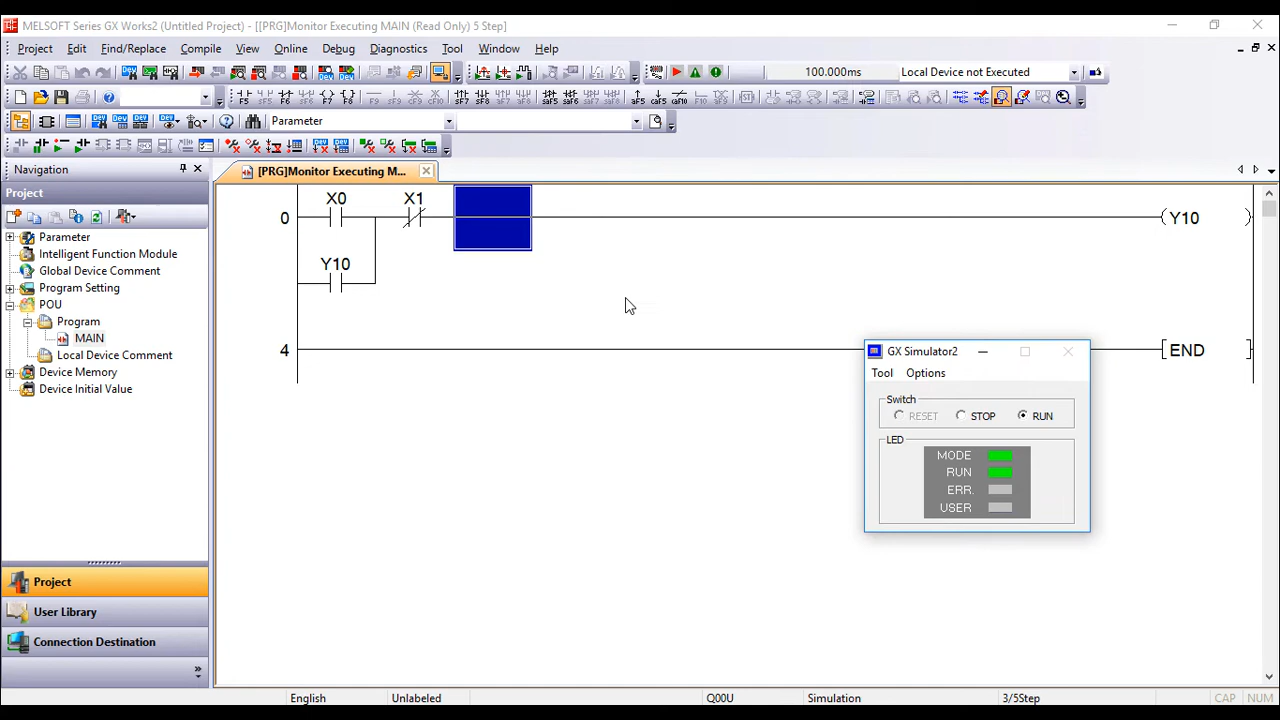 MELSOFT Series GX Works2 (Untitled Project) - [[PRG]Monitor Executing MAIN (Read Only) 5 Step]
Project Edit Find/Replace Compile View Online Debug Diagnostics Tool Window Help
100.000ms Local Device not Executed
Parameter
Navigation
[PRG]Monitor Executing M...
Project
Parameter
Intelligent Function Module
Global Device Comment
Program Setting
POU
Program
MAIN
Local Device Comment
Device Memory
Device Initial Value
Project
User Library
Connection Destination
X0 X1
0 Y10
Y10
4 END
GX Simulator2
Tool Options
Switch
RESET STOP RUN
LED
MODE
RUN
ERR.
USER
English Unlabeled Q00U Simulation 3/5Step CAP NUM